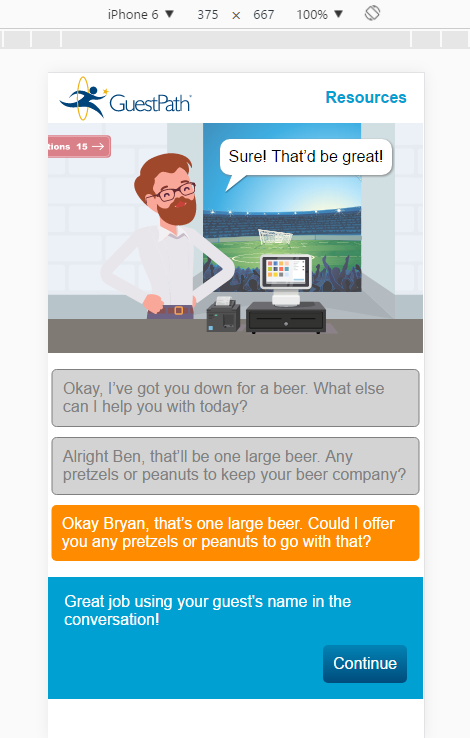 iPhone 6 ▼ 375 × 667 100% ▼
GuestPath
Resources
tions 15 →
Sure! That'd be great!
Okay, I've got you down for a beer. What else
can I help you with today?
Alright Ben, that'll be one large beer. Any
pretzels or peanuts to keep your beer company?
Okay Bryan, that's one large beer. Could I offer
you any pretzels or peanuts to go with that?
Great job using your guest's name in the
conversation!
Continue